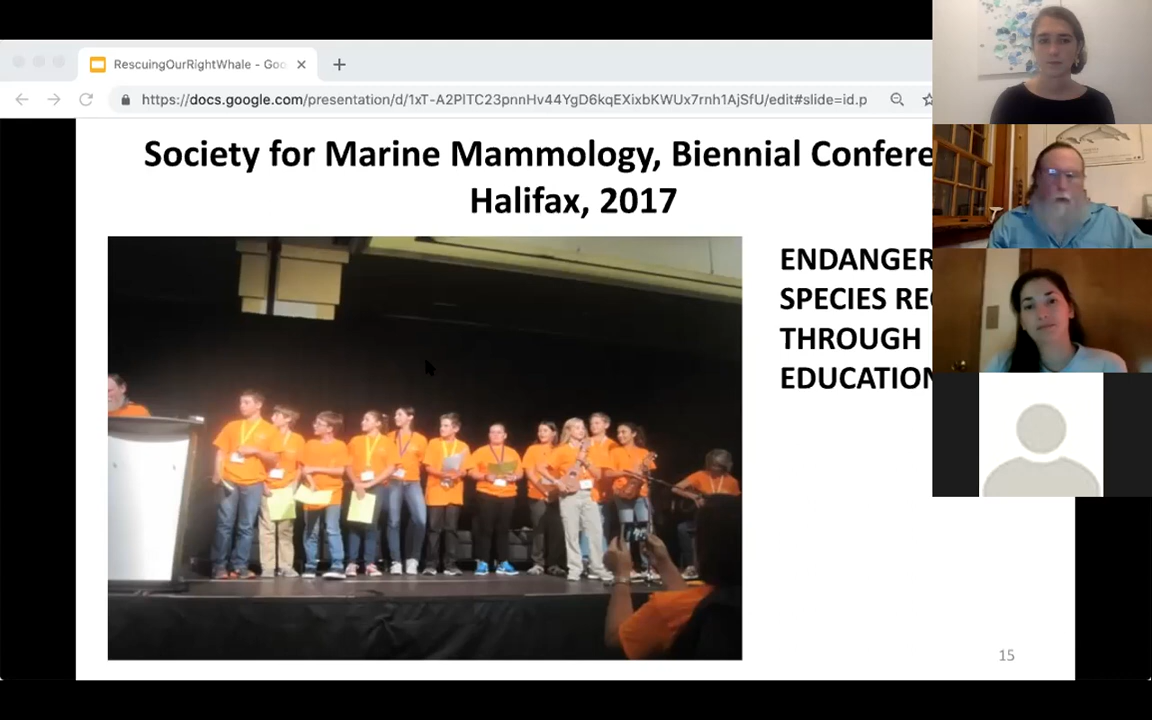 RescuingOurRightWhale - Goo
https://docs.google.com/presentation/d/1xT-A2PlTC23pnnHv44YgD6kqEXixbKWUx7rnh1AjSfU/edit#slide=id.p
Society for Marine Mammology, Biennial Confere
Halifax, 2017
ENDANGER
SPECIES REC
THROUGH
EDUCATION
15